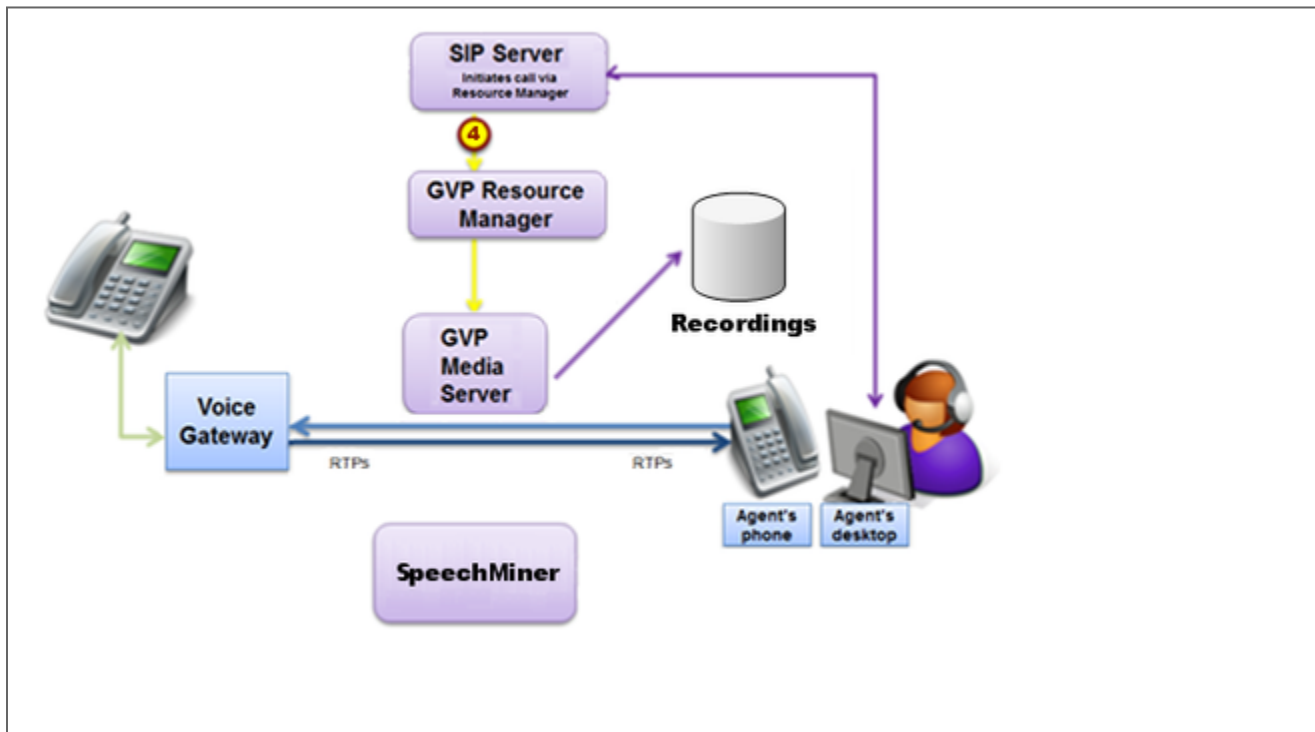 SIP Server
Initiates call via
Resource Manager
4
GVP Resource
Manager
GVP
Media
Server
Recordings
Voice
Gateway
RTPs
RTPs
Agent's
phone
Agent's
desktop
SpeechMiner